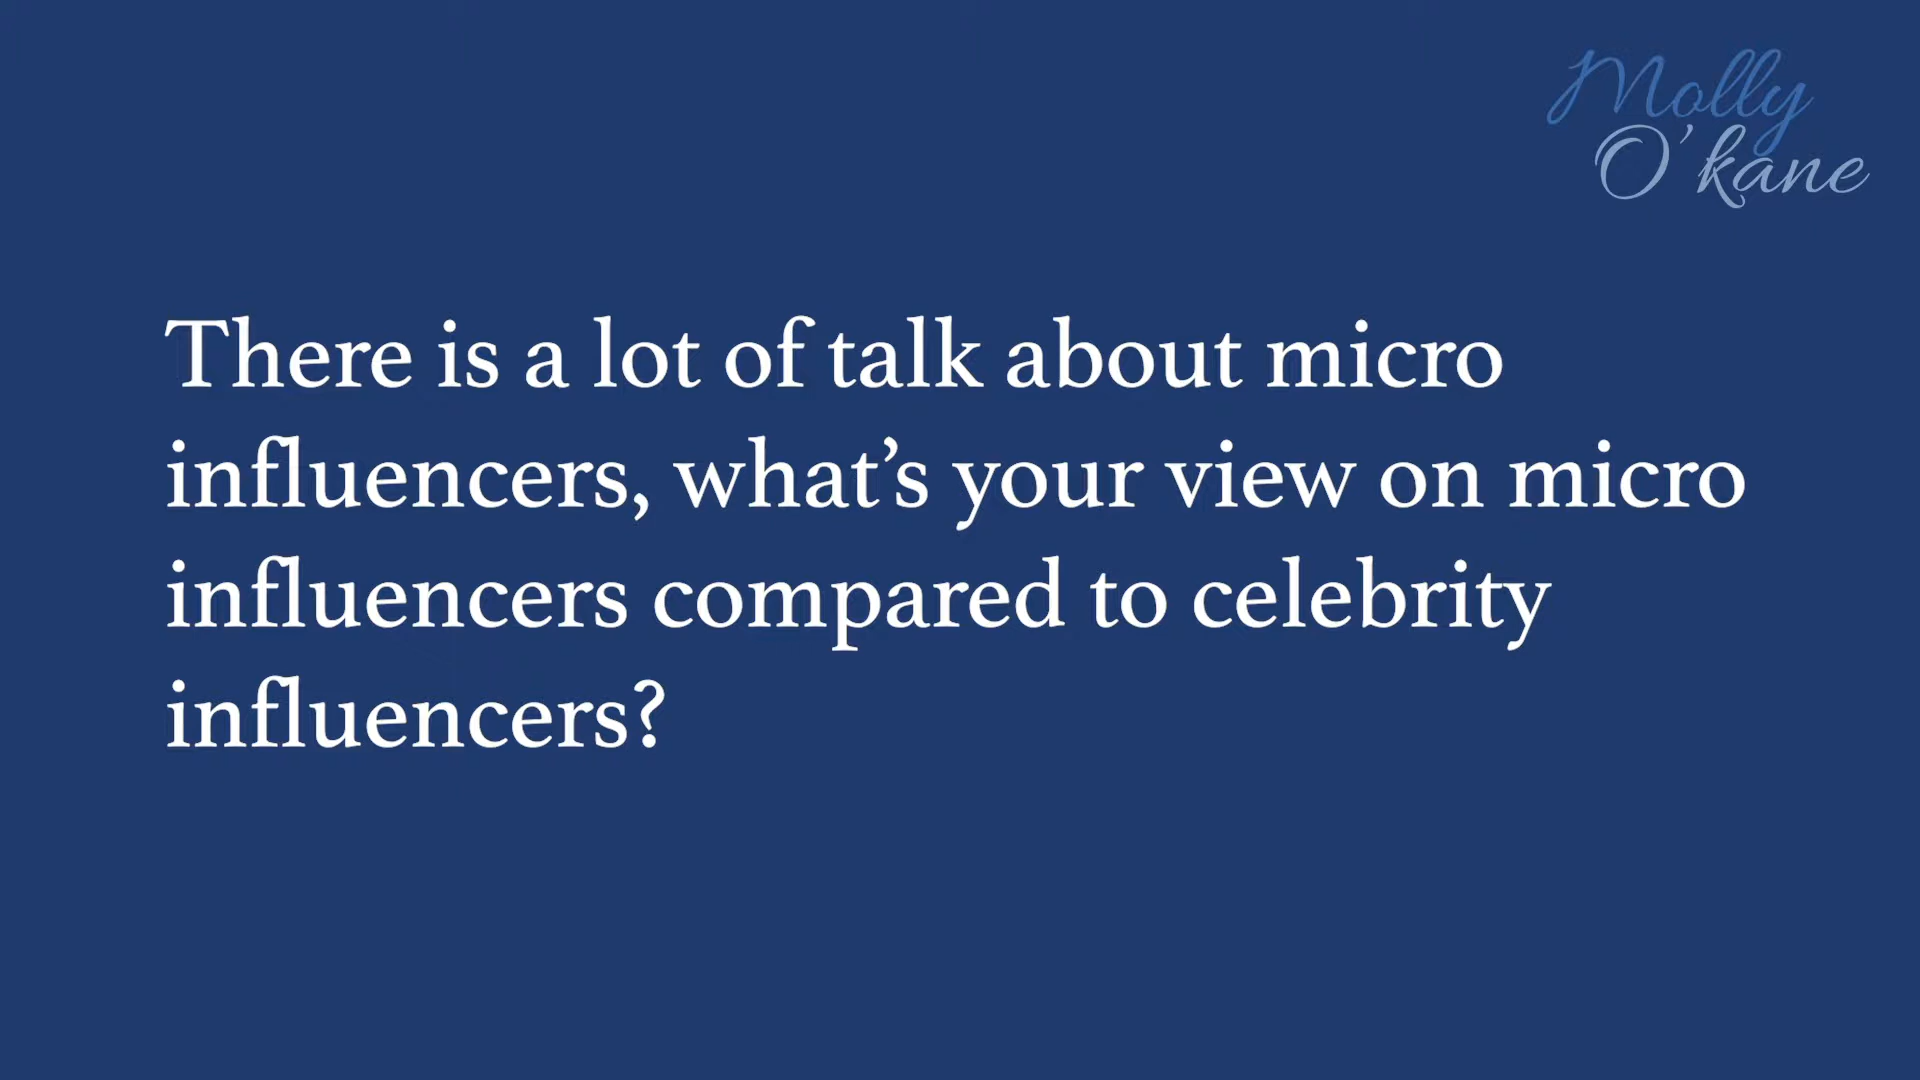 Molly
O'kane
There is a lot of talk about micro
influencers, what’s your view on micro
influencers compared to celebrity
influencers?